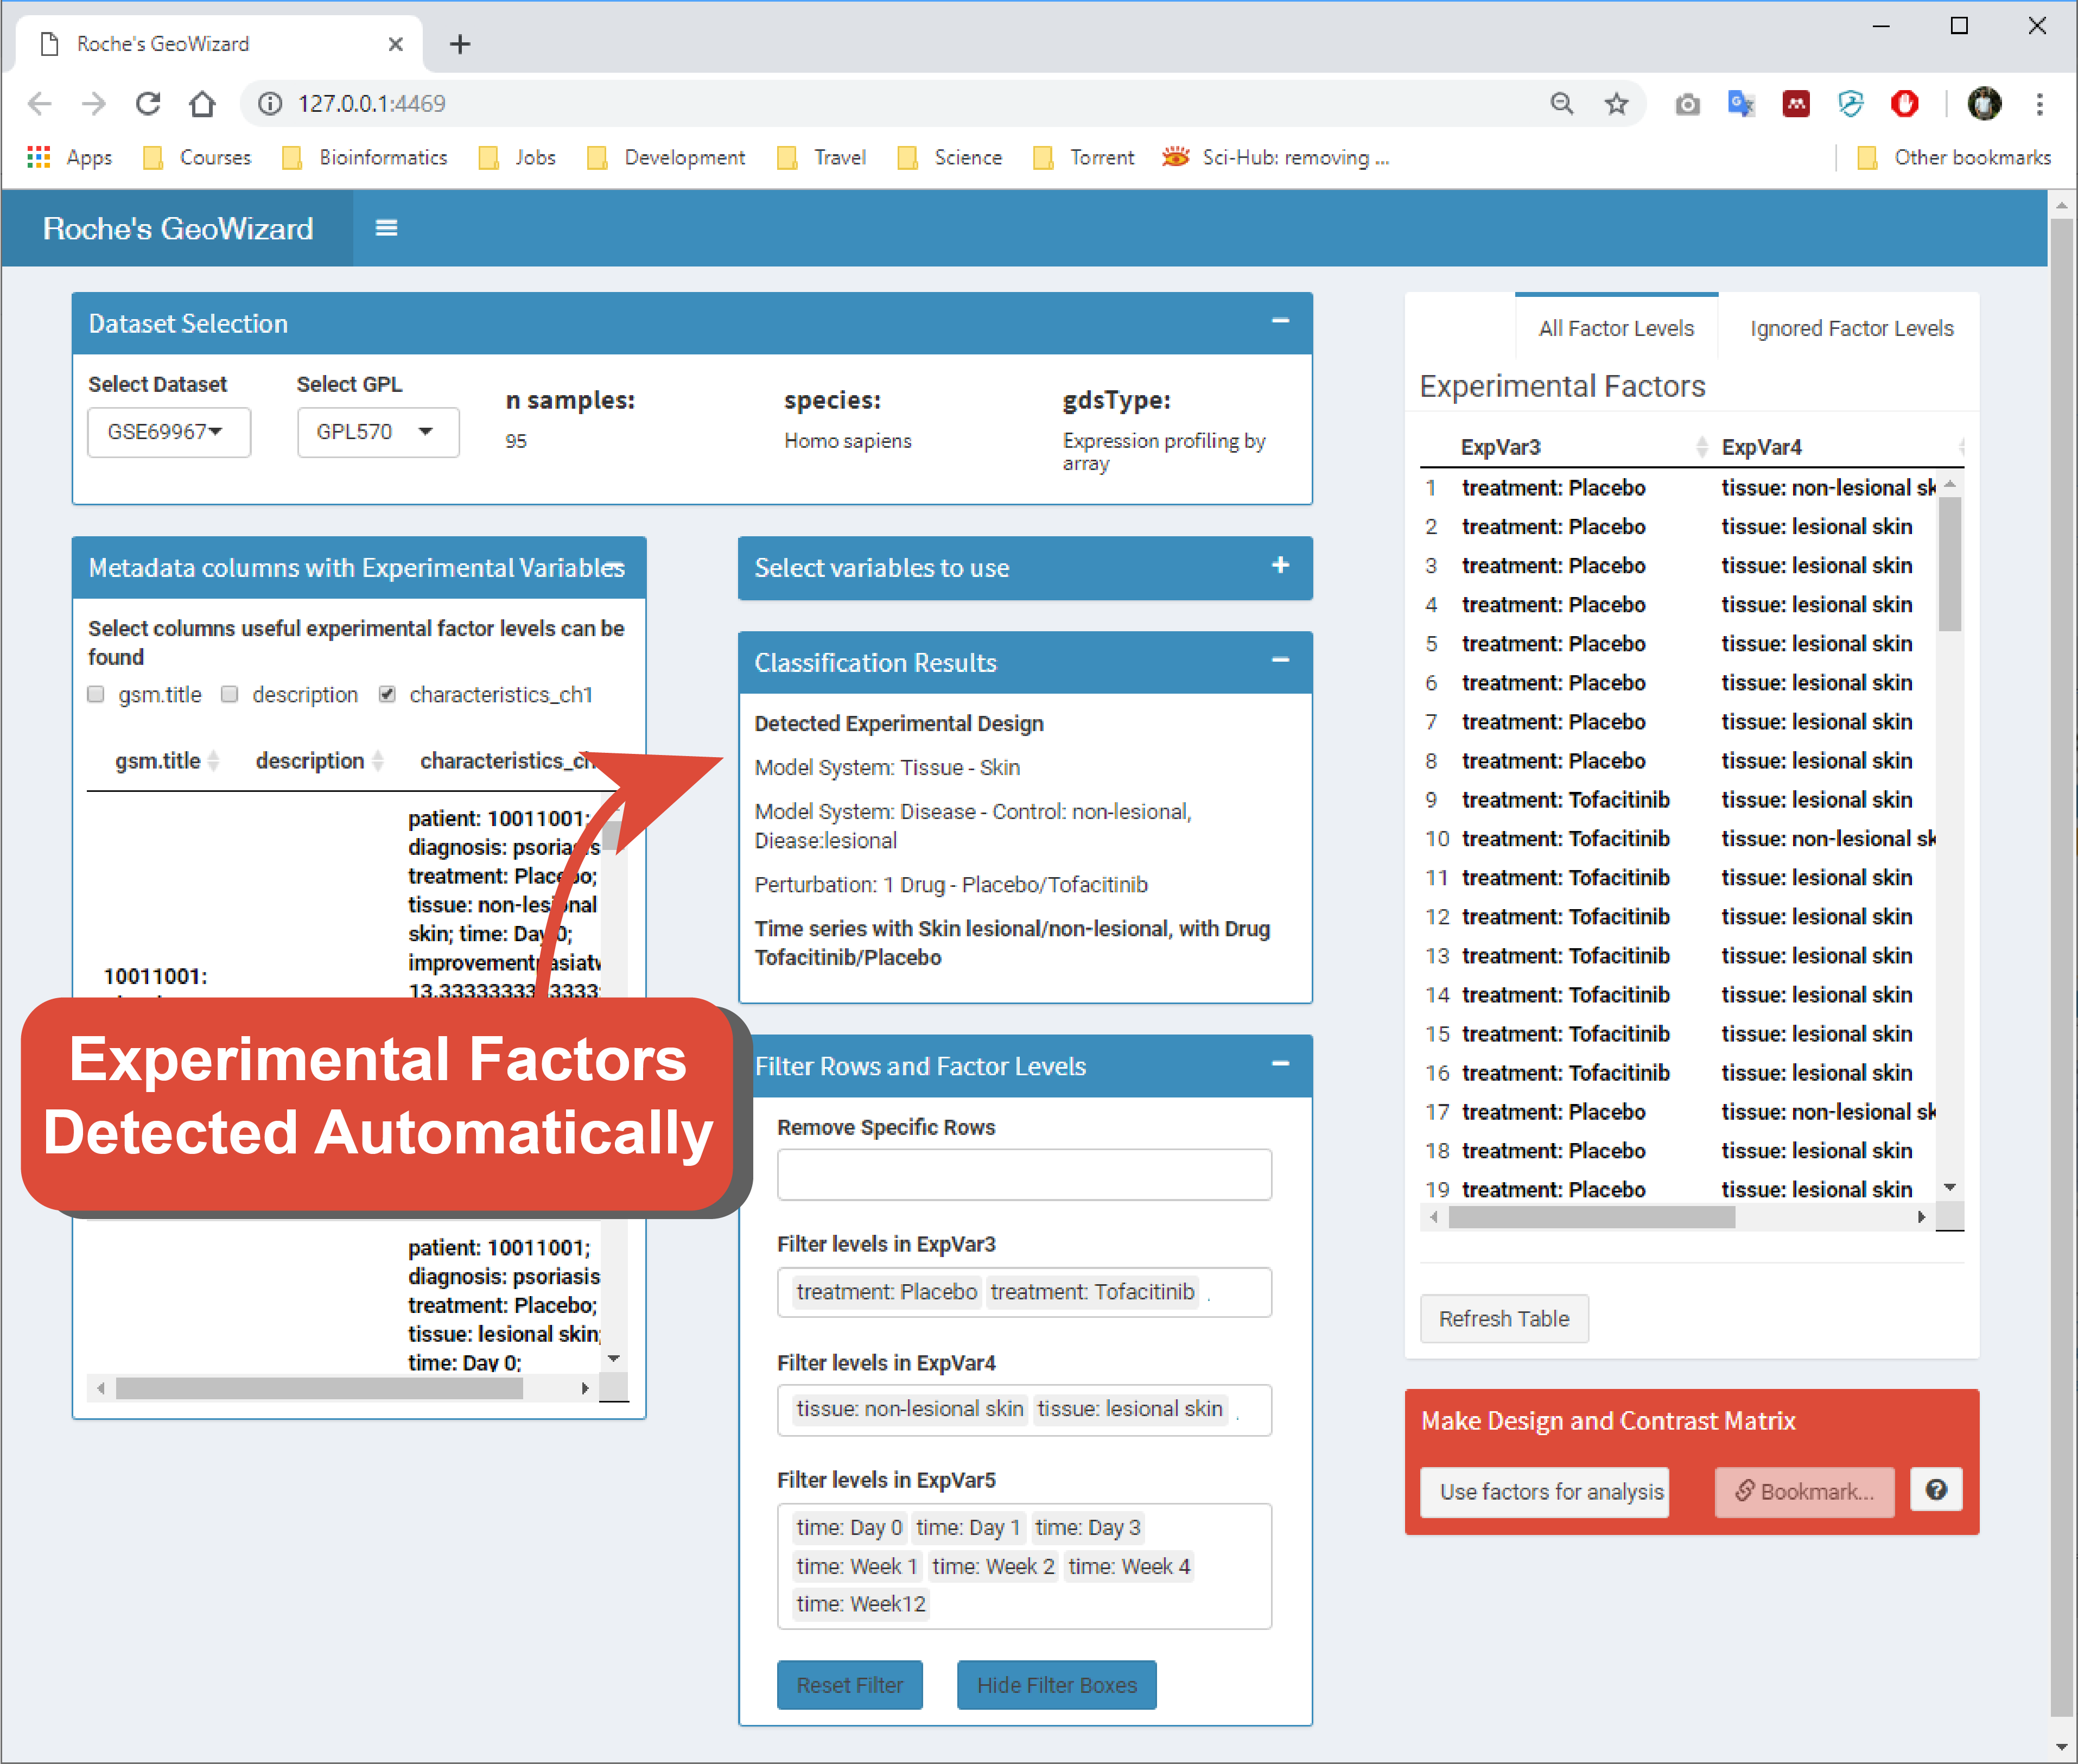 Roche's GeoWizard
127.0.0.1:4469
Apps Courses Bioinformatics Jobs Development Travel Science Torrent Sci-Hub: removing ... Other bookmarks
Roche's GeoWizard
Dataset Selection
Select Dataset Select GPL n samples: species: gdsType:
GSE69967 GPL570 95 Homo sapiens Expression profiling by
array
Metadata columns with Experimental Variables
Select columns useful experimental factor levels can be
found
gsm.title description characteristics_ch1
gsm.title description characteristics_ch
patient: 10011001;
diagnosis: psoriasis
treatment: Placebo;
tissue: non-lesional
skin; time: Day 0;
10011001:
Experimental Factors
Detected Automatically
patient: 10011001;
diagnosis: psoriasis
treatment: Placebo;
tissue: lesional skin;
time: Day 0;
Select variables to use
Classification Results
Detected Experimental Design
Model System: Tissue - Skin
Model System: Disease - Control: non-lesional,
Diease:lesional
Perturbation: 1 Drug - Placebo/Tofacitinib
Time series with Skin lesional/non-lesional, with Drug
Tofacitinib/Placebo
Filter Rows and Factor Levels
Remove Specific Rows
Filter levels in ExpVar3
treatment: Placebo treatment: Tofacitinib
Filter levels in ExpVar4
tissue: non-lesional skin tissue: lesional skin
Filter levels in ExpVar5
time: Day 0 time: Day 1 time: Day 3
time: Week 1 time: Week 2 time: Week 4
time: Week12
Reset Filter Hide Filter Boxes
All Factor Levels Ignored Factor Levels
Experimental Factors
ExpVar3 ExpVar4
1 treatment: Placebo tissue: non-lesional sk
2 treatment: Placebo tissue: lesional skin
3 treatment: Placebo tissue: lesional skin
4 treatment: Placebo tissue: lesional skin
5 treatment: Placebo tissue: lesional skin
6 treatment: Placebo tissue: lesional skin
7 treatment: Placebo tissue: lesional skin
8 treatment: Placebo tissue: lesional skin
9 treatment: Tofacitinib tissue: lesional skin
10 treatment: Tofacitinib tissue: non-lesional sk
11 treatment: Tofacitinib tissue: lesional skin
12 treatment: Tofacitinib tissue: lesional skin
13 treatment: Tofacitinib tissue: lesional skin
14 treatment: Tofacitinib tissue: lesional skin
15 treatment: Tofacitinib tissue: lesional skin
16 treatment: Tofacitinib tissue: lesional skin
17 treatment: Placebo tissue: non-lesional sk
18 treatment: Placebo tissue: lesional skin
19 treatment: Placebo tissue: lesional skin
Refresh Table
Make Design and Contrast Matrix
Use factors for analysis Bookmark...